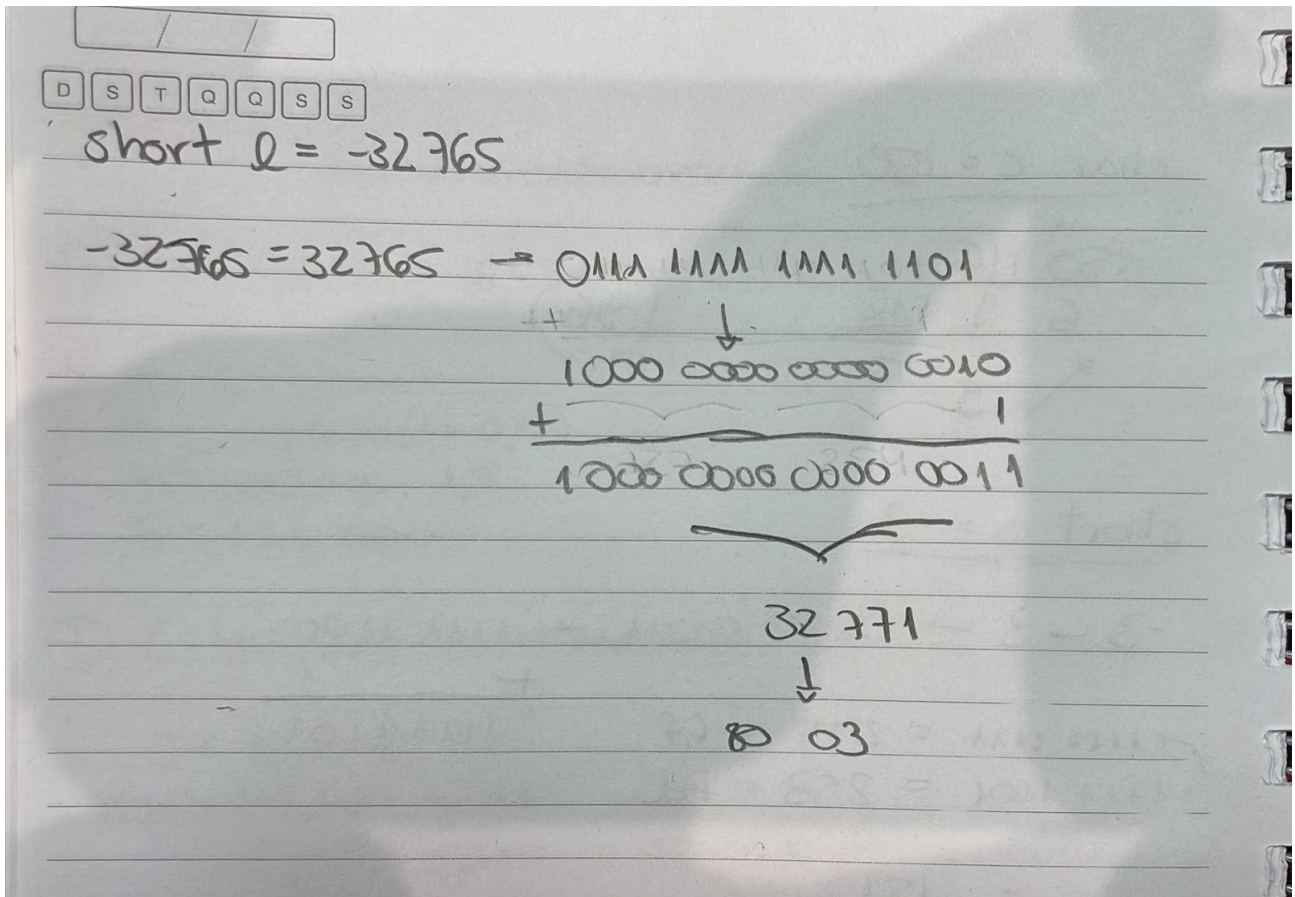 D S T Q Q S S
short l = -32765
-32765 = 32765 → 0111 1111 1111 1101
↓
1000 0000 0000 0010
+ 1
1000 0000 0000 0011
32771
↓
80 03